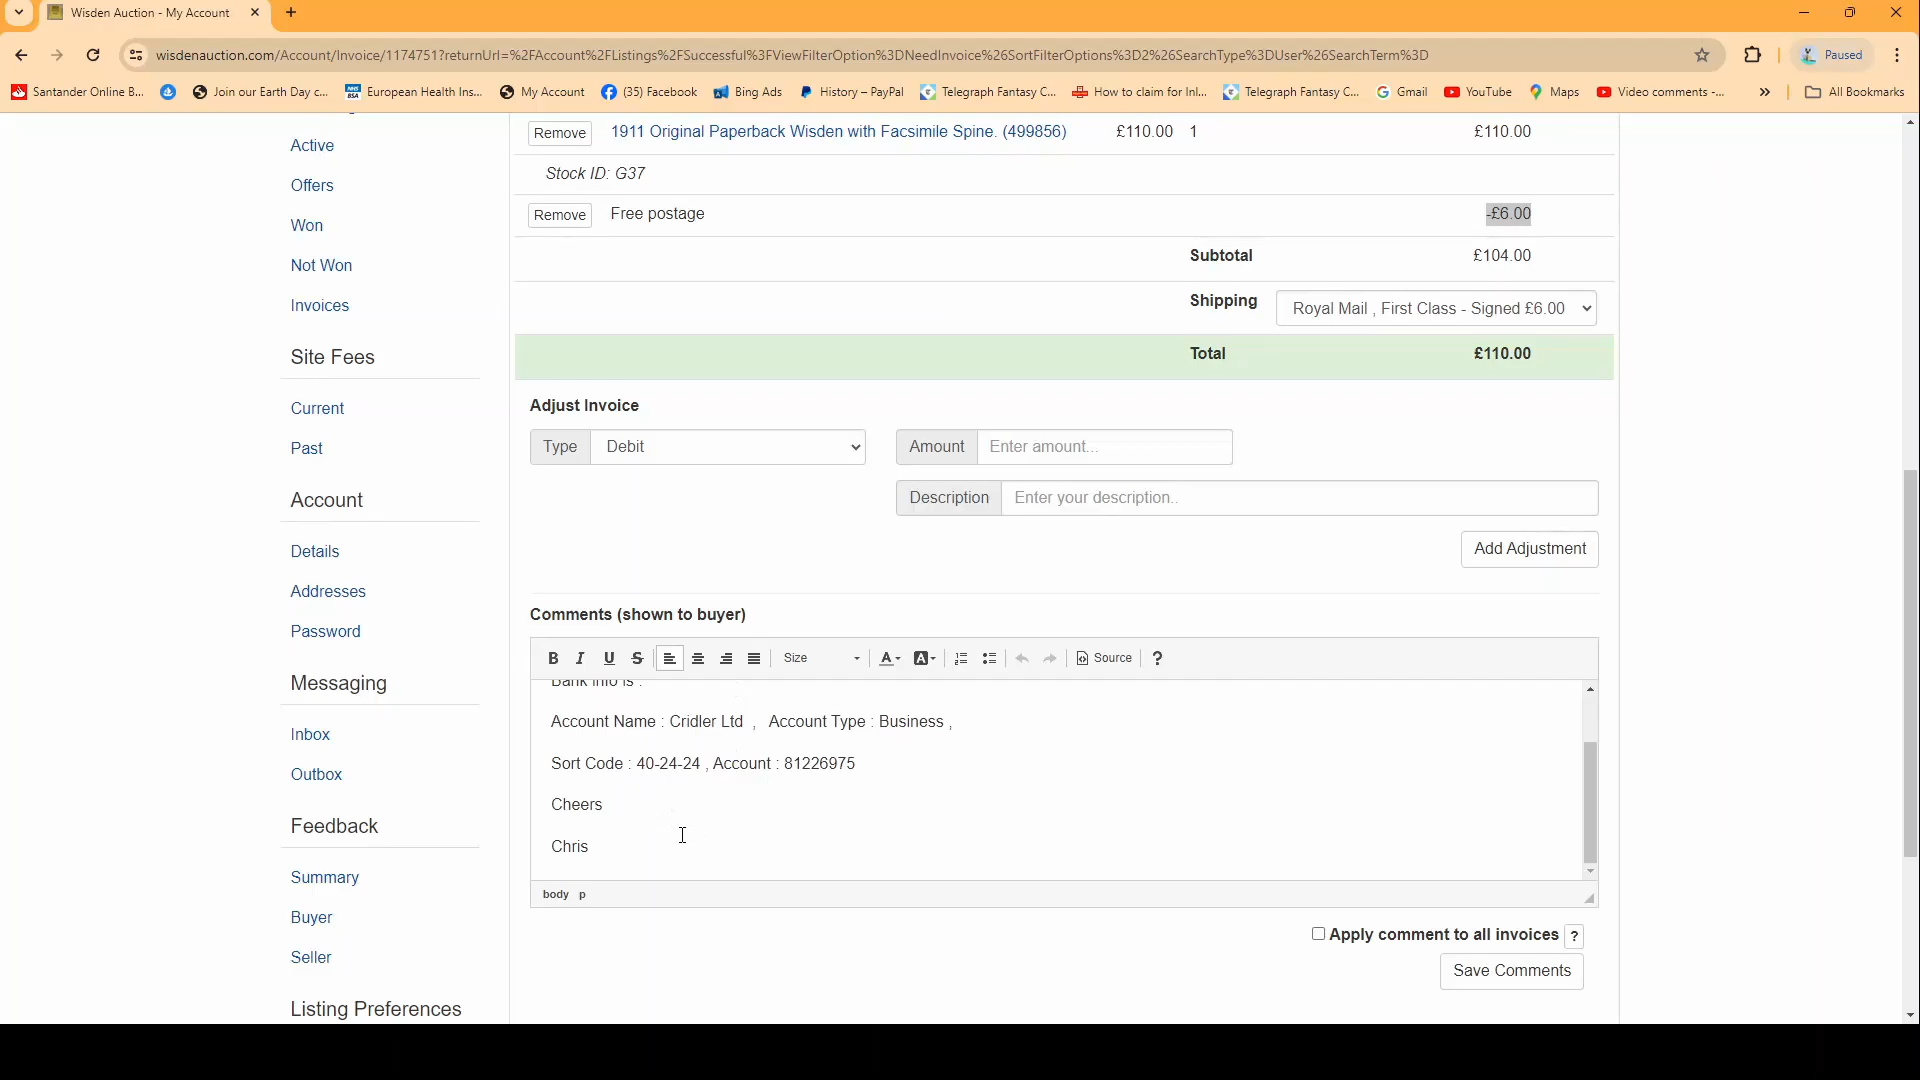 Wisden Auction - My Account
wisdenauction.com/Account/Invoice/1174751?returnUrl=%2FAccount%2FListings%2FSuccessful%3FViewFilterOption%3DNeedInvoice%26SortFilterOptions%3D2%26SearchType%3DUser%26SearchTerm%3D
Paused
Santander Online B...
Join our Earth Day c...
NHS BSA
European Health Ins...
My Account
(35) Facebook
Bing Ads
History – PayPal
Telegraph Fantasy C...
How to claim for Inl...
Telegraph Fantasy C...
Gmail
YouTube
Maps
Video comments -...
All Bookmarks
Active
Offers
Won
Not Won
Invoices
Site Fees
Current
Past
Account
Details
Addresses
Password
Messaging
Inbox
Outbox
Feedback
Summary
Buyer
Seller
Listing Preferences
Remove 1911 Original Paperback Wisden with Facsimile Spine. (499856) £110.00 1 £110.00
Stock ID: G37
Remove Free postage -£6.00
Subtotal £104.00
Shipping Royal Mail , First Class - Signed £6.00
Total £110.00
Adjust Invoice
Type Debit Amount Enter amount...
Description Enter your description..
Add Adjustment
Comments (shown to buyer)
B I U S Size A A Source ?
Bank info is :
Account Name : Cridler Ltd , Account Type : Business ,
Sort Code : 40-24-24 , Account : 81226975
Cheers
Chris
body p
Apply comment to all invoices ?
Save Comments